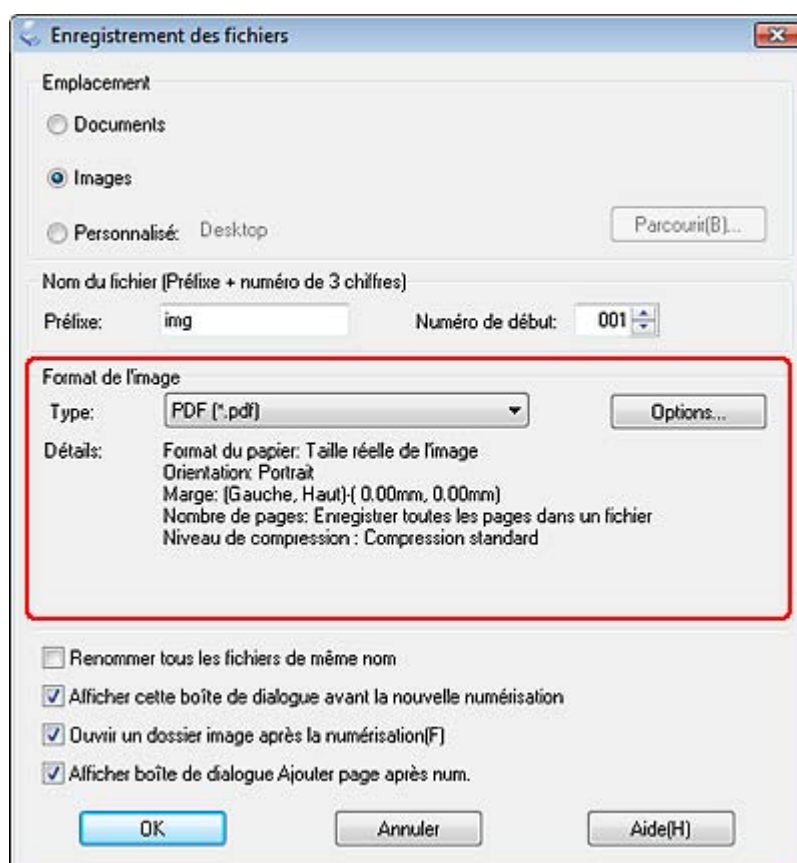 Enregistrement des fichiers
Emplacement
Documents
Images
Personnalisé: Desktop Parcourir(B)...
Nom du fichier (Préfixe + numéro de 3 chiffres)
Préfixe: img Numéro de début: 001
Format de l'image
Type: PDF (*.pdf) Options...
Détails: Format du papier: Taille réelle de l'image
Orientation: Portrait
Marge: (Gauche, Haut)-( 0.00mm, 0.00mm)
Nombre de pages: Enregistrer toutes les pages dans un fichier
Niveau de compression : Compression standard
Renommer tous les fichiers de même nom
Afficher cette boîte de dialogue avant la nouvelle numérisation
Ouvrir un dossier image après la numérisation(F)
Afficher boîte de dialogue Ajouter page après num.
OK Annuler Aide(H)